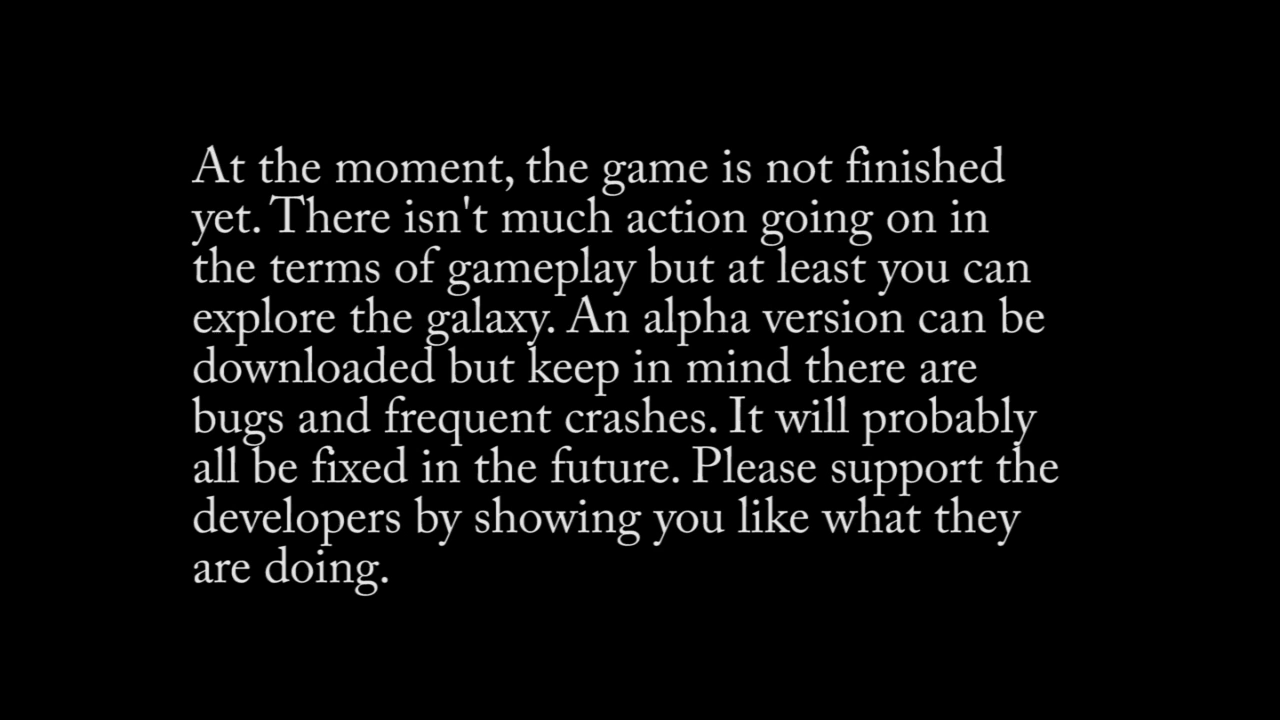 At the moment, the game is not finished
yet. There isn't much action going on in
the terms of gameplay but at least you can
explore the galaxy. An alpha version can be
downloaded but keep in mind there are
bugs and frequent crashes. It will probably
all be fixed in the future. Please support the
developers by showing you like what they
are doing.